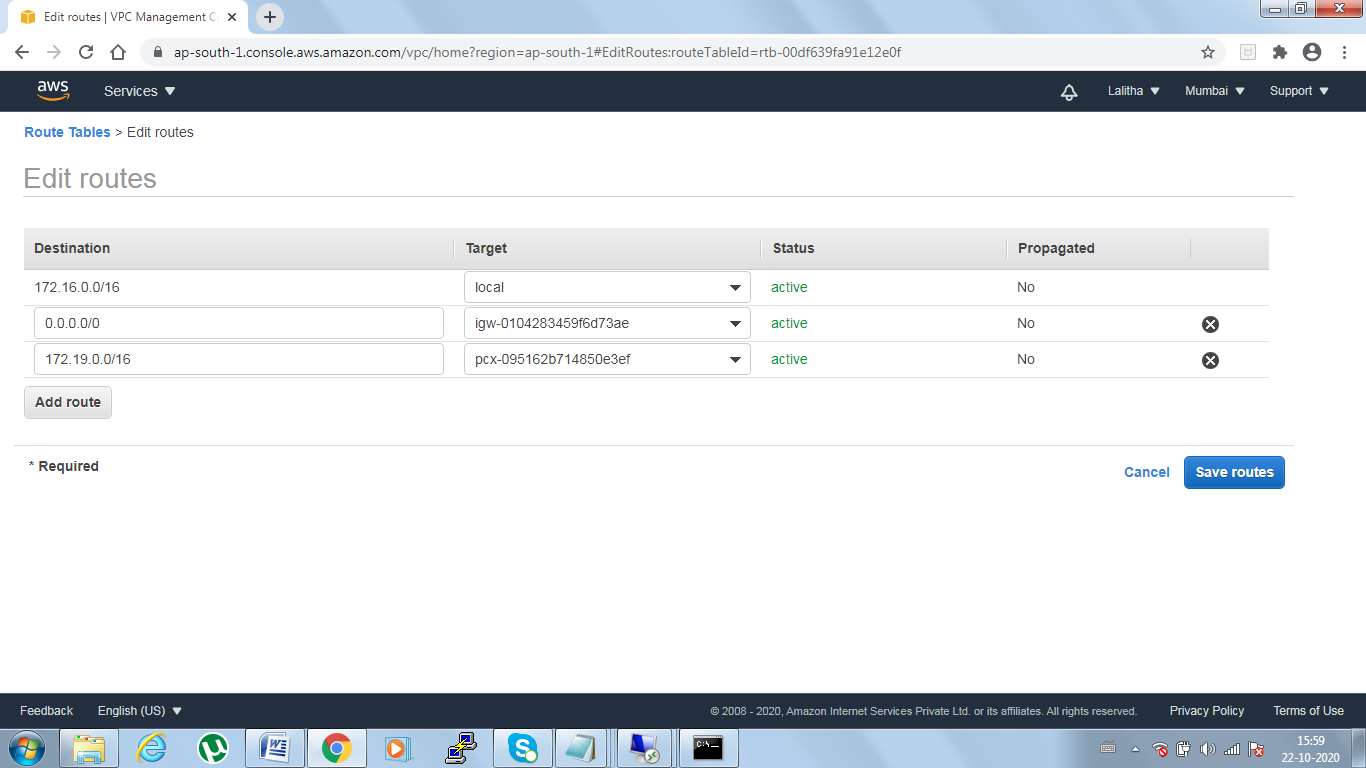 Edit routes | VPC Management C
ap-south-1.console.aws.amazon.com/vpc/home?region=ap-south-1#EditRoutes:routeTableId=rtb-00df639fa91e12e0f
aws Services Lalitha Mumbai Support
Route Tables > Edit routes
Edit routes
Destination Target Status Propagated
172.16.0.0/16 local active No
0.0.0.0/0 igw-0104283459f6d73ae active No
172.19.0.0/16 pcx-095162b714850e3ef active No
Add route
* Required
Cancel Save routes
Feedback English (US) © 2008 - 2020, Amazon Internet Services Private Ltd. or its affiliates. All rights reserved. Privacy Policy Terms of Use
C:\_
15:59
22-10-2020